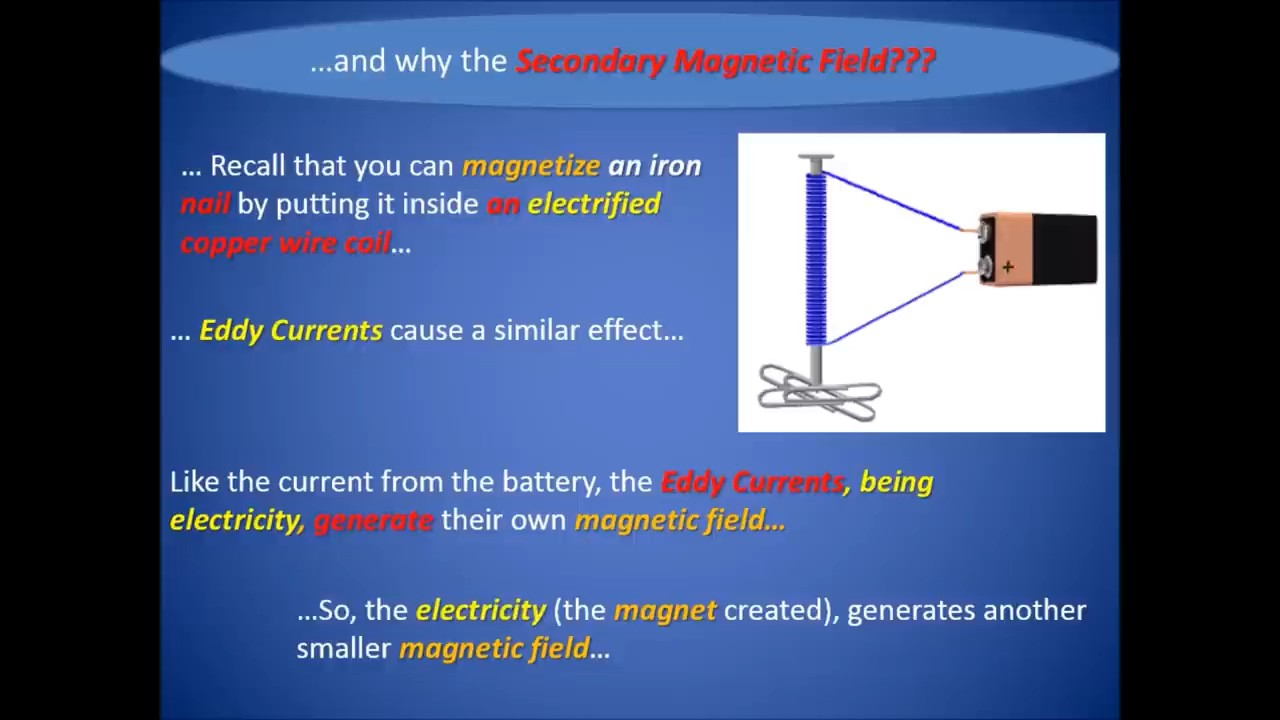 ...and why the Secondary Magnetic Field???
... Recall that you can magnetize an iron
nail by putting it inside an electrified
copper wire coil...
... Eddy Currents cause a similar effect...
+
Like the current from the battery, the Eddy Currents, being
electricity, generate their own magnetic field...
...So, the electricity (the magnet created), generates another
smaller magnetic field...